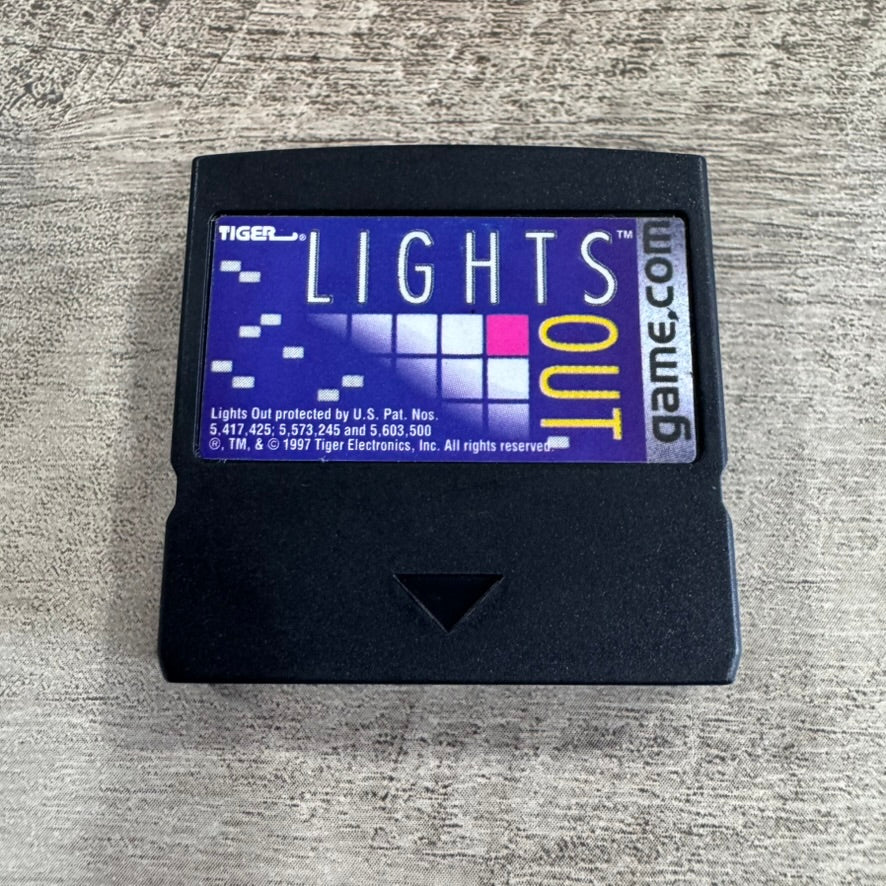 TIGER®
LIGHTS™
OUT
game.com
Lights Out protected by U.S. Pat. Nos.
5,417,425; 5,573,245 and 5,603,500
®, TM, & © 1997 Tiger Electronics, Inc. All rights reserved.